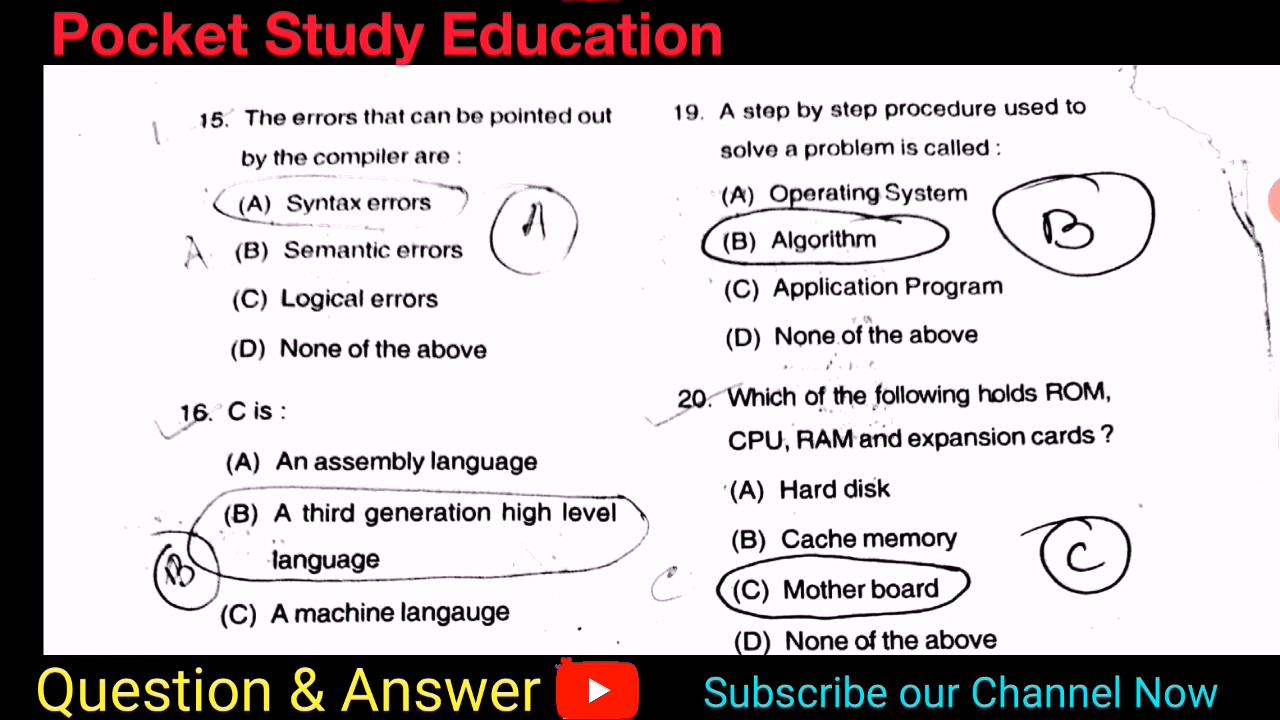 Pocket Study Education
15. The errors that can be pointed out
by the compiler are :
(A) Syntax errors
A
A
(B) Semantic errors
(C) Logical errors
(D) None of the above
16. C is :
(A) An assembly language
(B) A third generation high level
language
B
(C) A machine langauge
19. A step by step procedure used to
solve a problem is called :
(A) Operating System
(B) Algorithm
B
(C) Application Program
(D) None of the above
20. Which of the following holds ROM,
CPU, RAM and expansion cards ?
(A) Hard disk
(B) Cache memory
C
(C) Mother board
C
(D) None of the above
Question & Answer
Subscribe our Channel Now